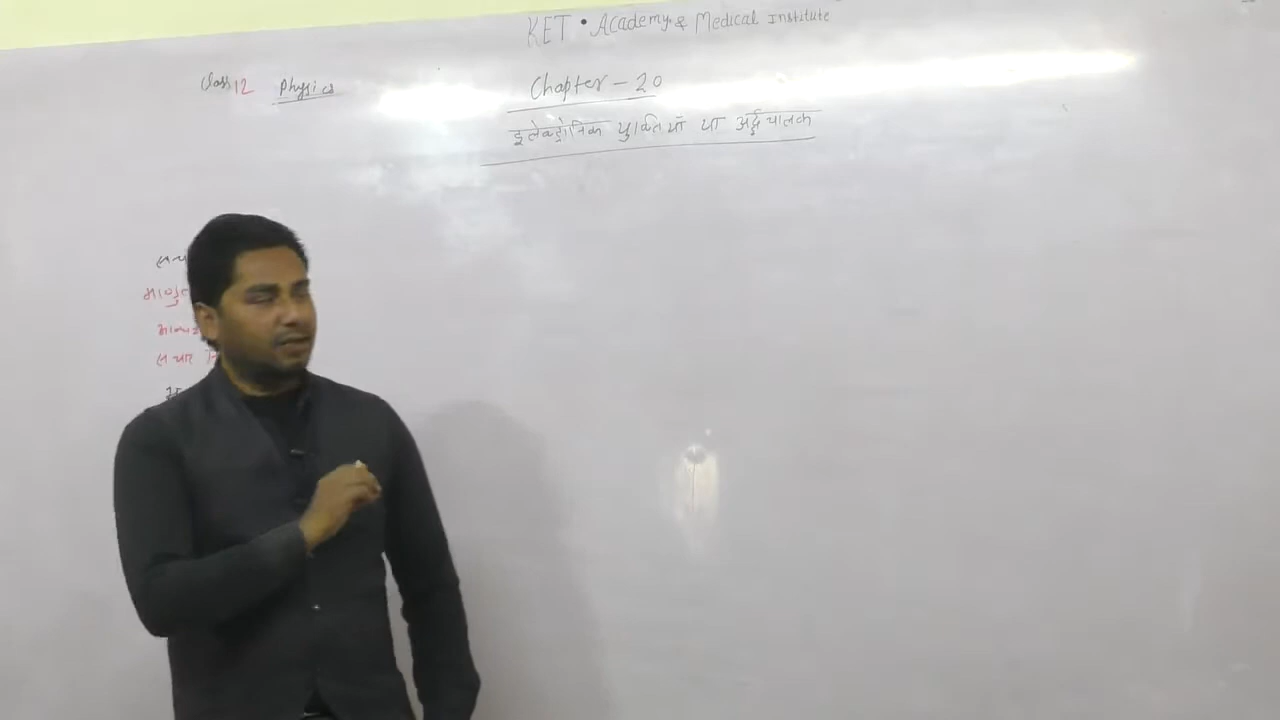 KET • Academy & Medical Institute
Class 12 Physics
Chapter - 20
इलेक्ट्रोनिक युक्तियाँ या अर्द्धचालक
संचार